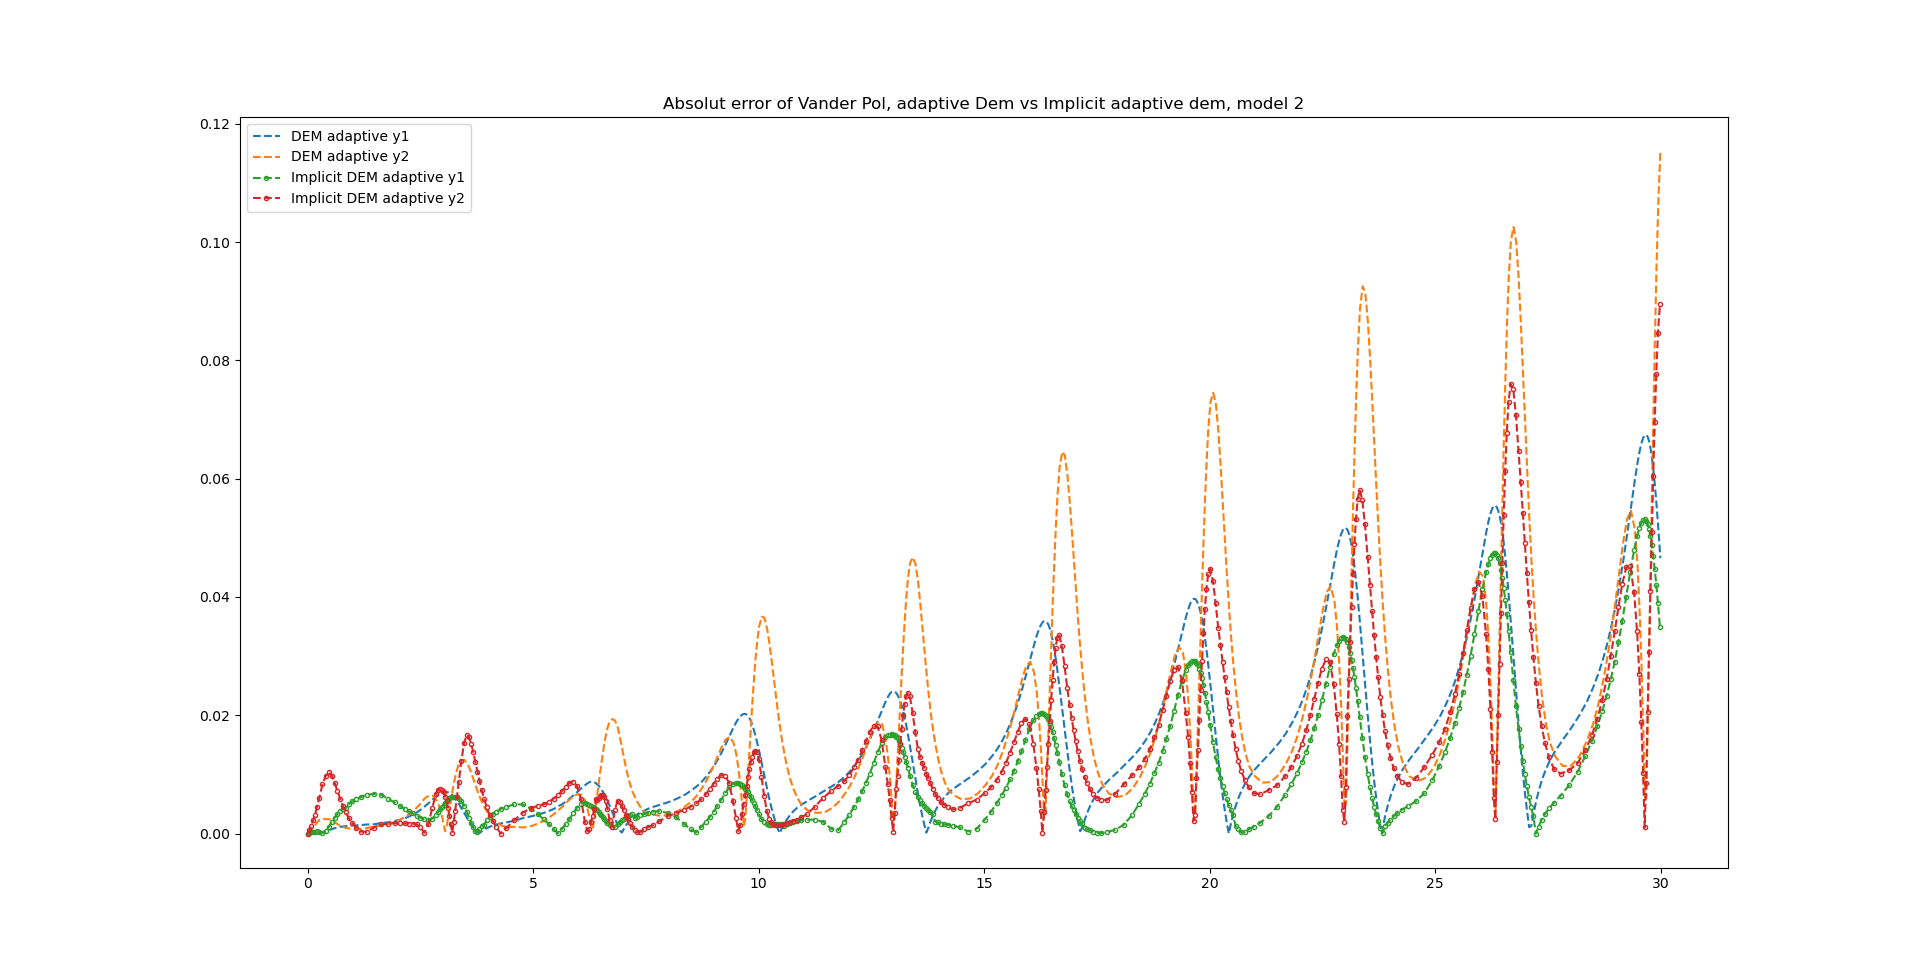 Absolut error of Vander Pol, adaptive Dem vs Implicit adaptive dem, model 2
DEM adaptive y1
DEM adaptive y2
Implicit DEM adaptive y1
Implicit DEM adaptive y2
0.12
0.10
0.08
0.06
0.04
0.02
0.00
0 5 10 15 20 25 30